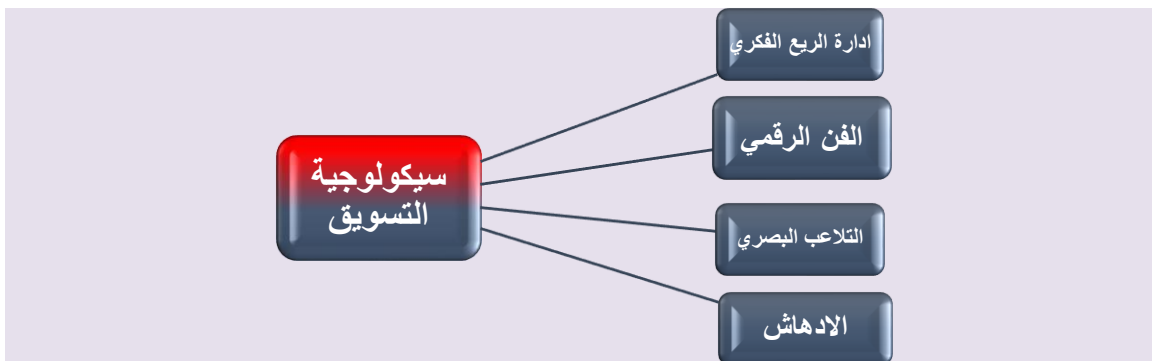 ادارة الريع الفكري
الفن الرقمي
سيكولوجية
التسويق
التلاعب البصري
الادهاش